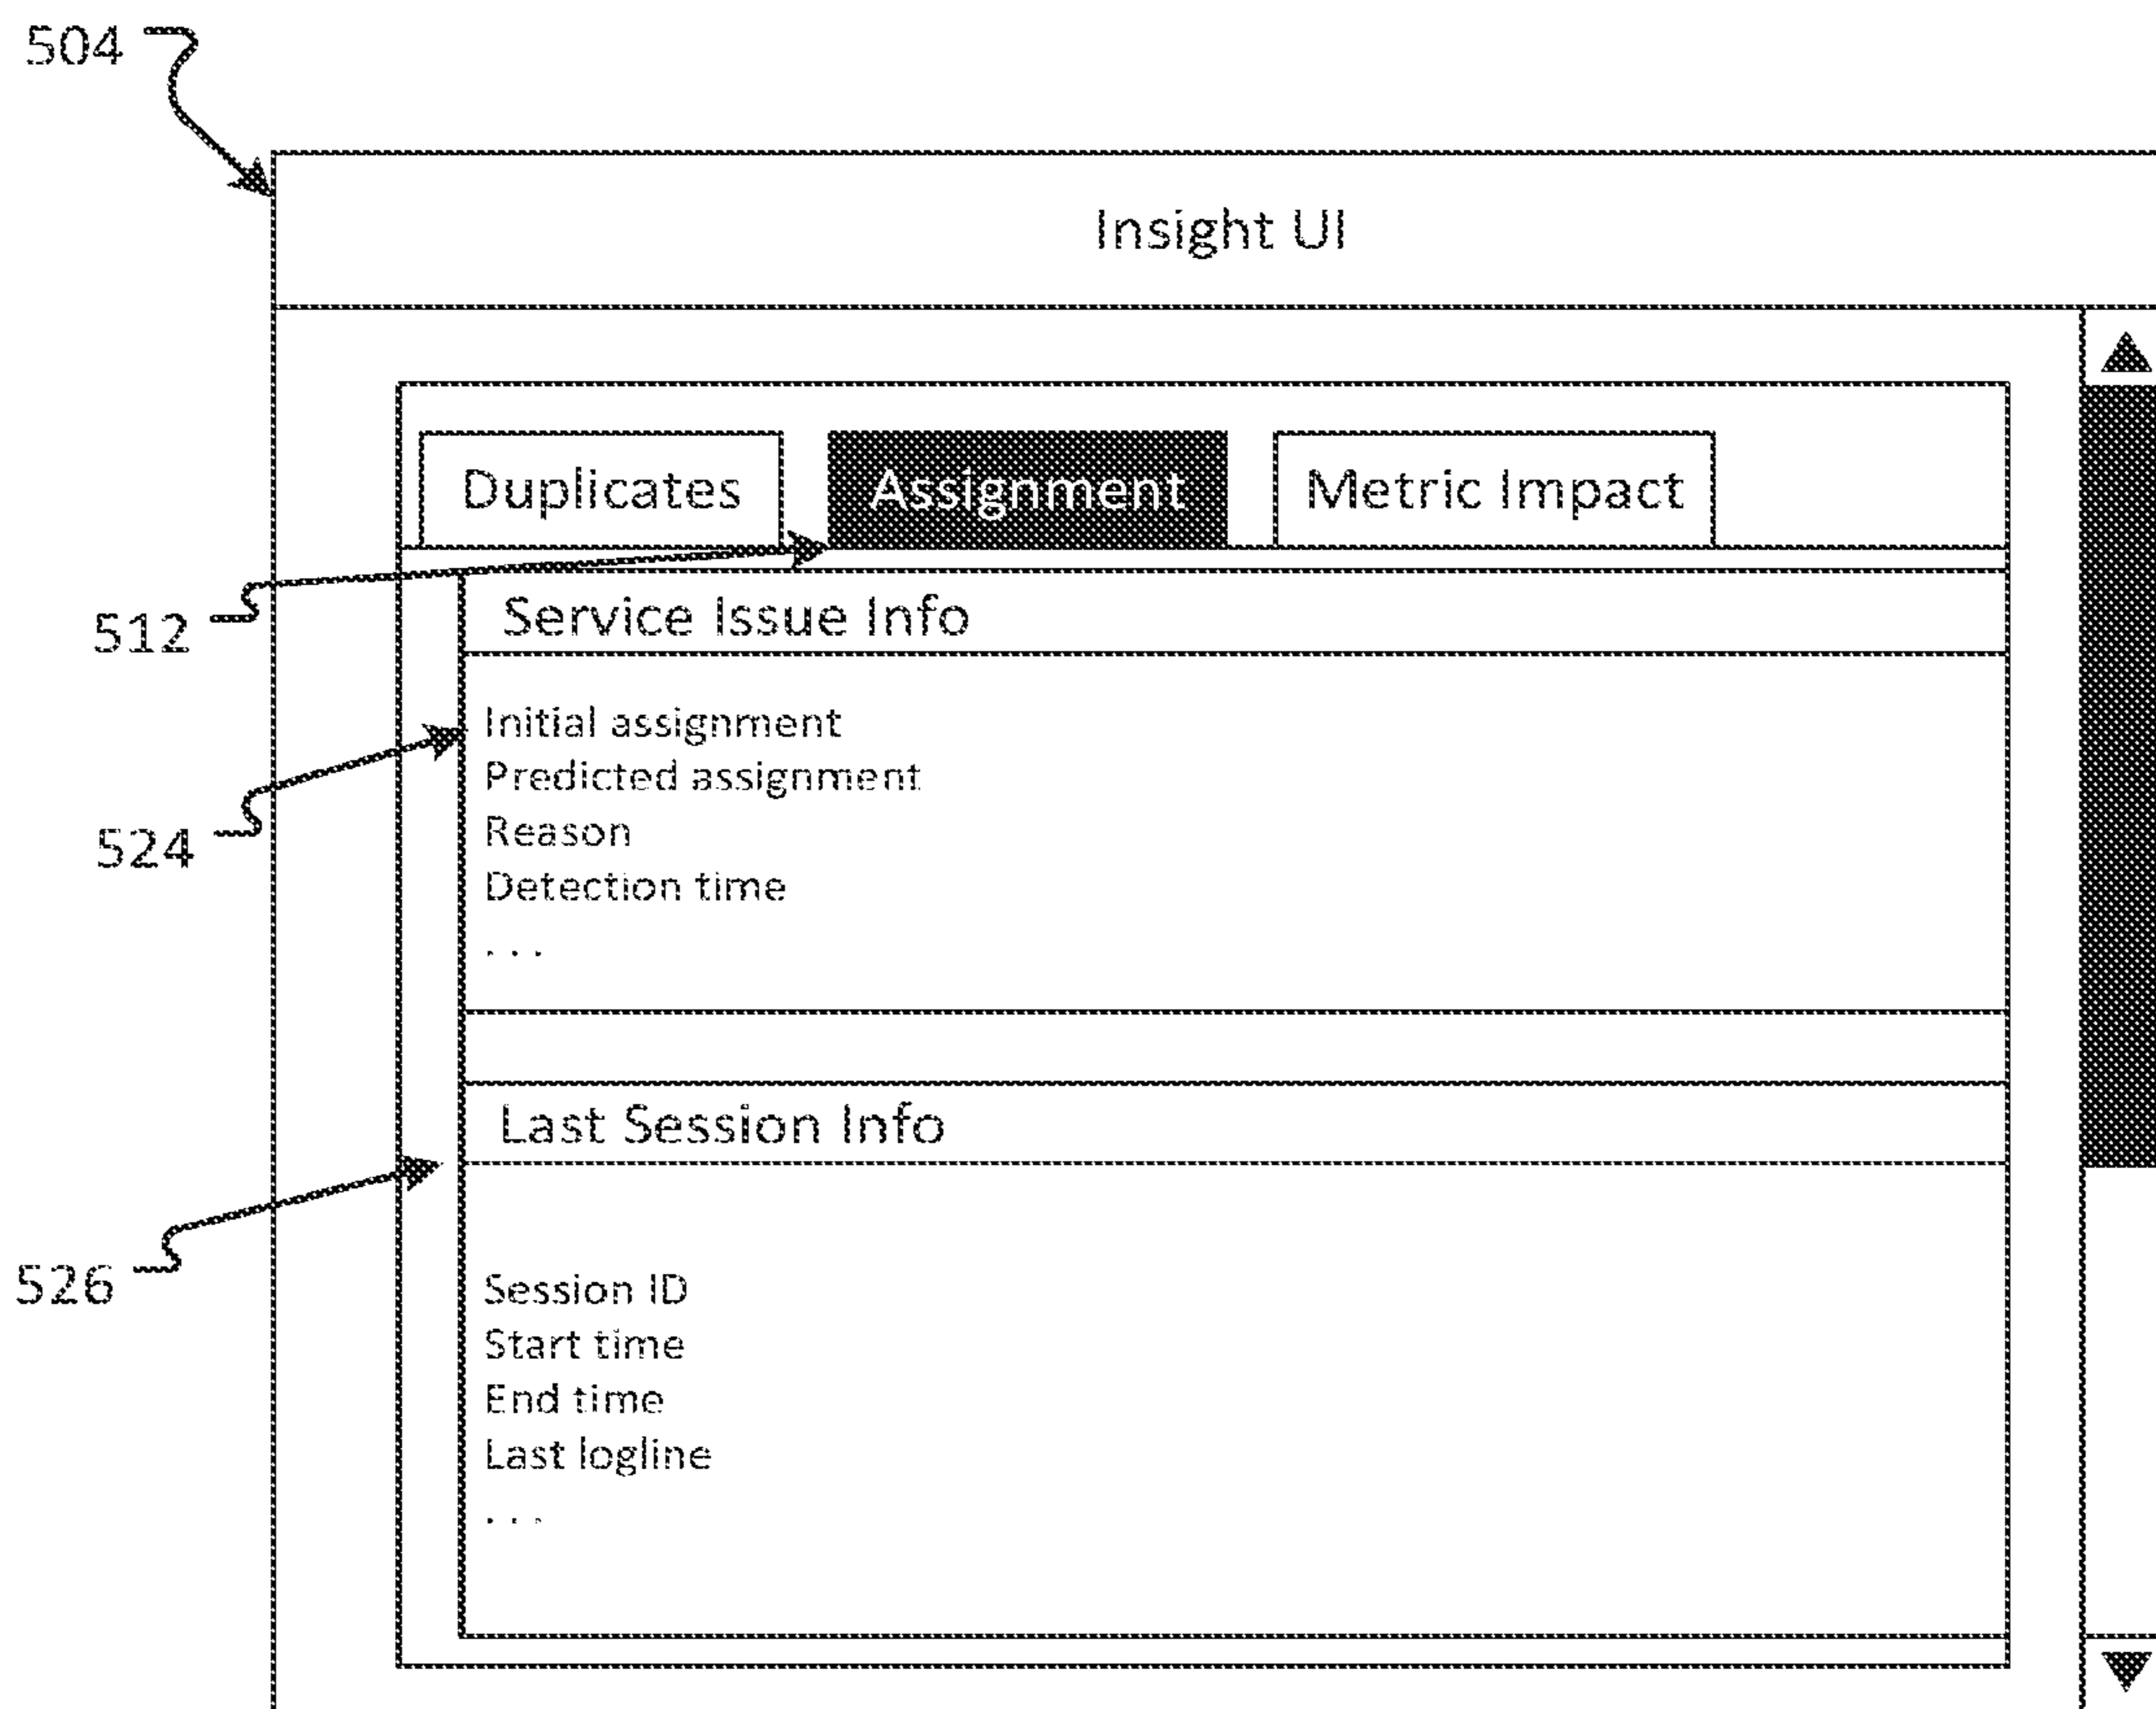 504
Insight UI
Duplicates Assignment Metric Impact
512
Service Issue Info
Initial assignment
Predicted assignment
Reason
524
Detection time
. . .
Last Session Info
526
Session ID
Start time
End time
Last logline
. . .